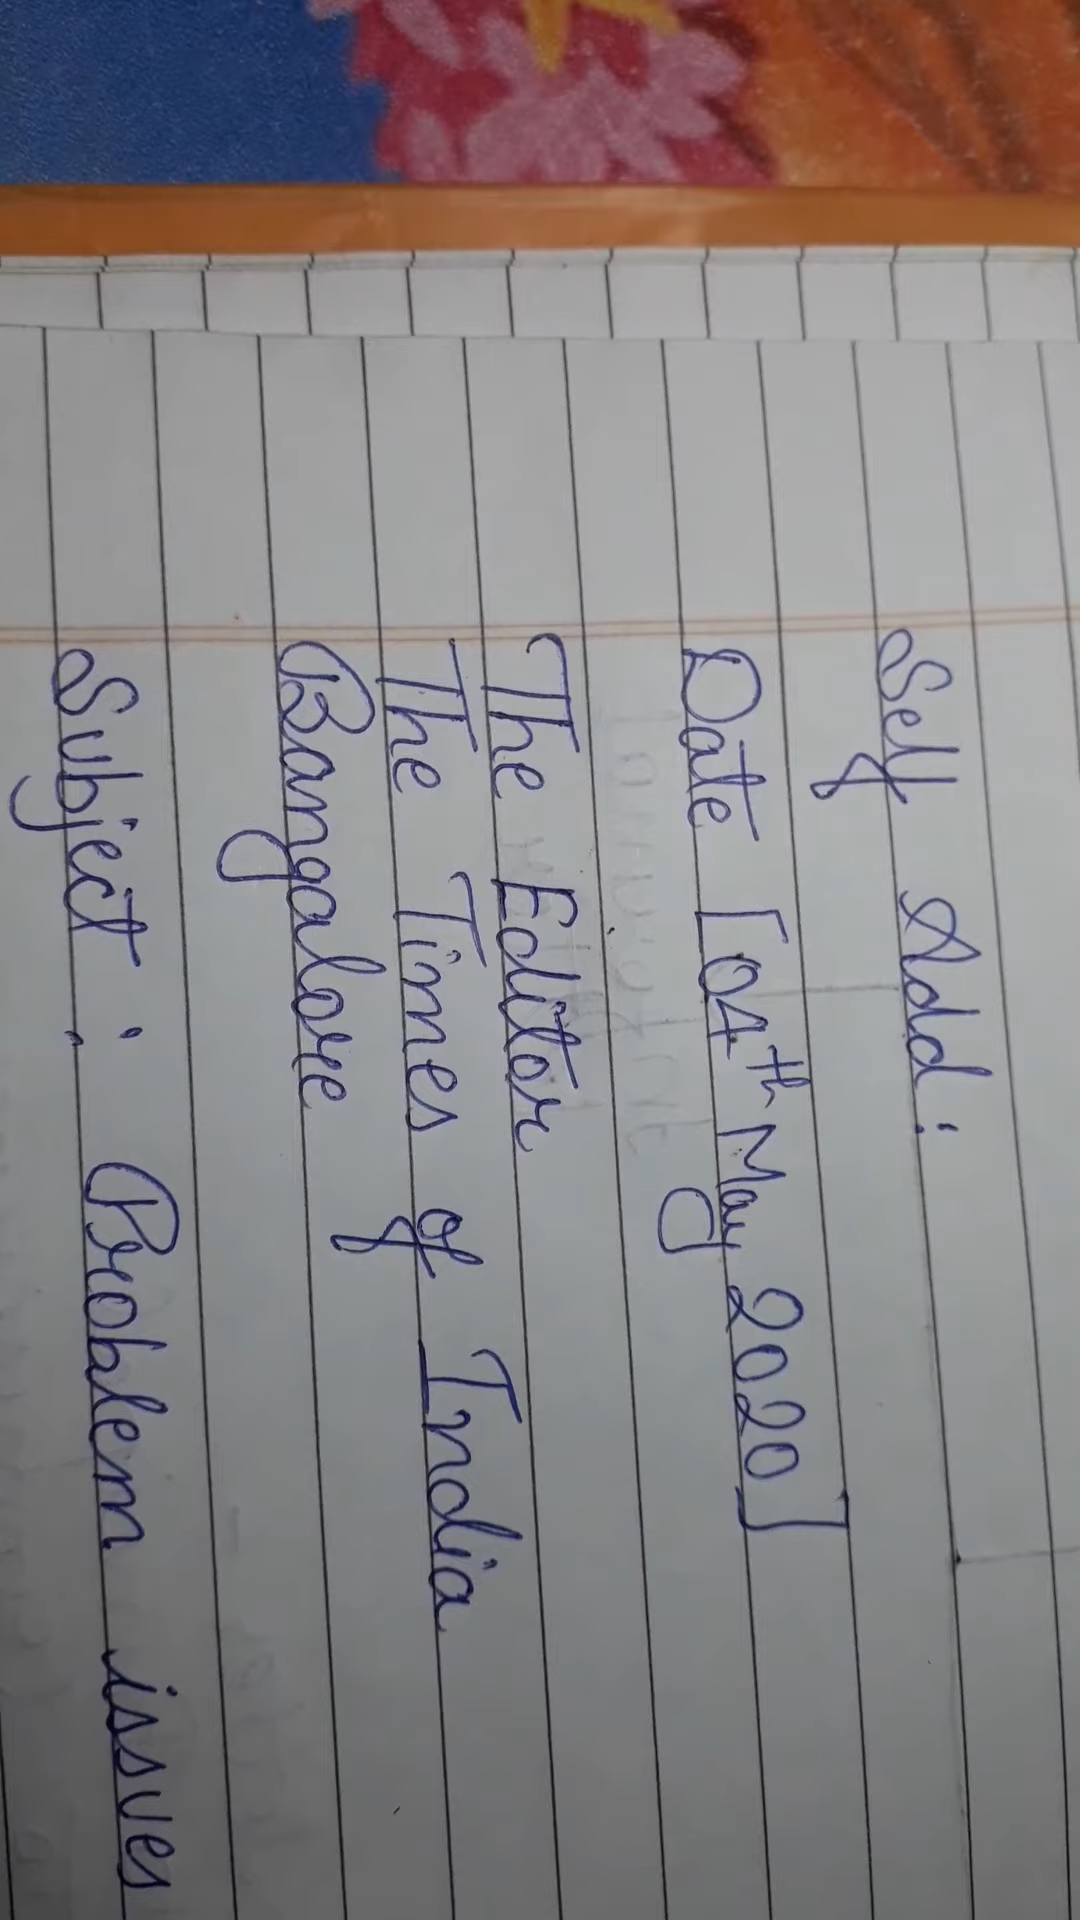 Self Add:
Date [04th May 2020]
The Editor
The Times of India
Bangalore
Subject : Problem issues